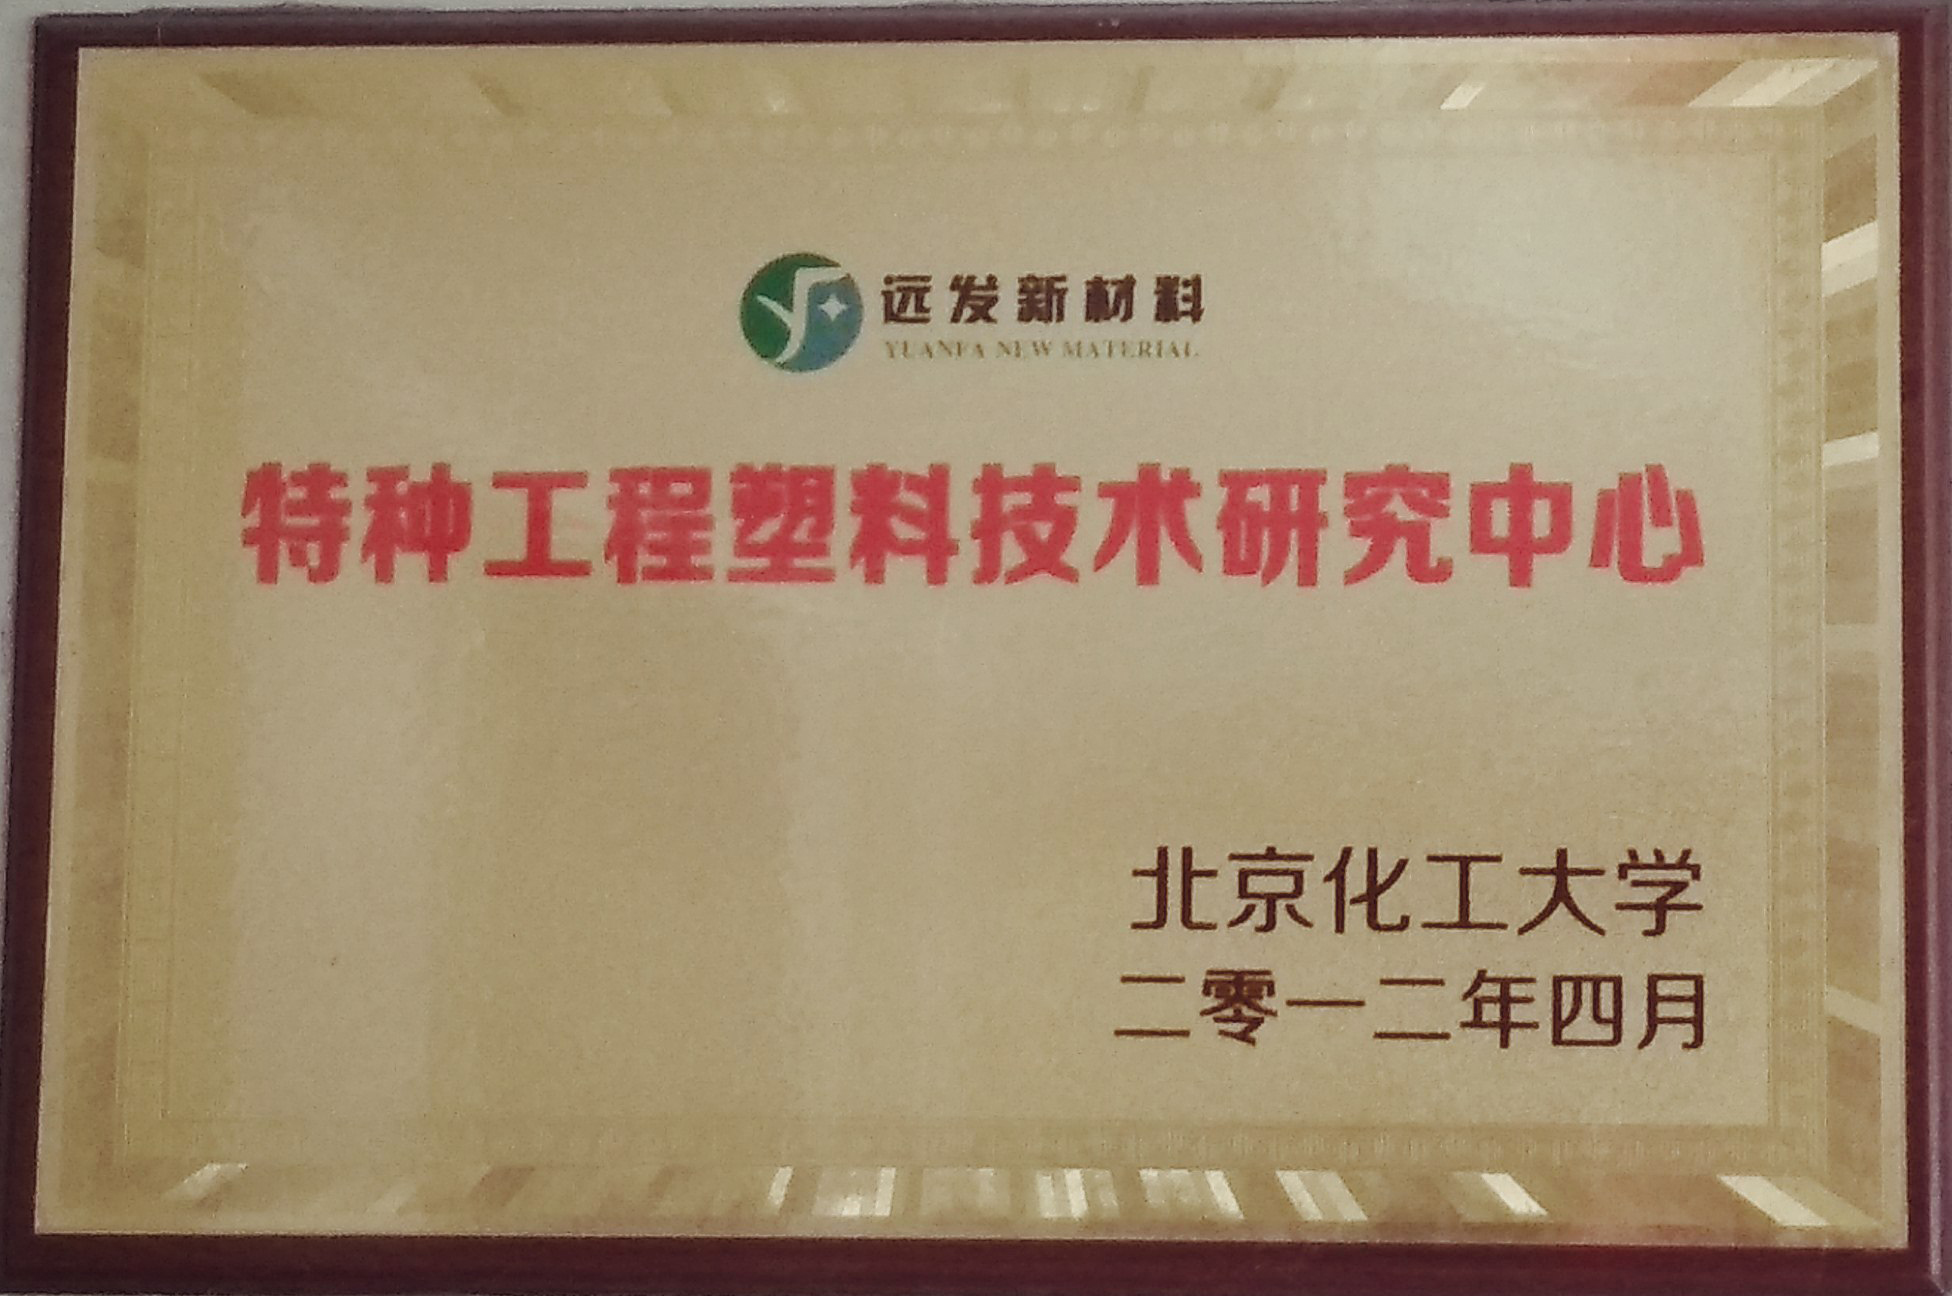 远发新材料
YUANFA NEW MATERIAL
特种工程塑料技术研究中心
北京化工大学
二零一二年四月